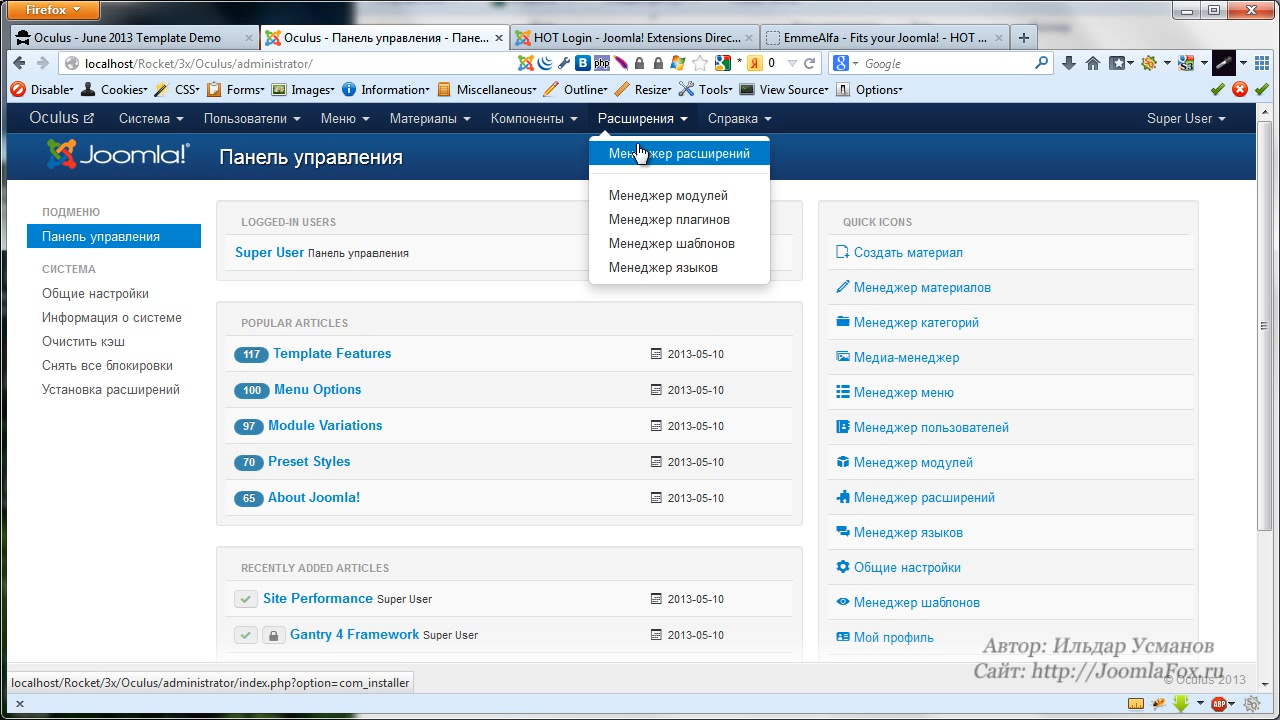 Firefox
Oculus - June 2013 Template Demo
Oculus - Панель управления - Пане...
HOT Login - Joomla! Extensions Direc...
EmmeAlfa - Fits your Joomla! - HOT ...
localhost/Rocket/3x/Oculus/administrator/
php
0
Google
Disable
Cookies
CSS
Forms
Images
Information
Miscellaneous
Outline
Resize
Tools
View Source
Options
Oculus
Система
Пользователи
Меню
Материалы
Компоненты
Расширения
Справка
Super User
Joomla!
Панель управления
Менеджер расширений
Менеджер модулей
Менеджер плагинов
Менеджер шаблонов
Менеджер языков
ПОДМЕНЮ
Панель управления
СИСТЕМА
Общие настройки
Информация о системе
Очистить кэш
Снять все блокировки
Установка расширений
LOGGED-IN USERS
Super User Панель управления
POPULAR ARTICLES
117 Template Features 2013-05-10
100 Menu Options 2013-05-10
97 Module Variations 2013-05-10
70 Preset Styles 2013-05-10
65 About Joomla! 2013-05-10
RECENTLY ADDED ARTICLES
Site Performance Super User 2013-05-10
Gantry 4 Framework Super User 2013-05-10
QUICK ICONS
Создать материал
Менеджер материалов
Менеджер категорий
Медиа-менеджер
Менеджер меню
Менеджер пользователей
Менеджер модулей
Менеджер расширений
Менеджер языков
Общие настройки
Менеджер шаблонов
Мой профиль
Автор: Ильдар Усманов
Сайт: http://JoomlaFox.ru
© Oculus 2013
localhost/Rocket/3x/Oculus/administrator/index.php?option=com_installer
ABP